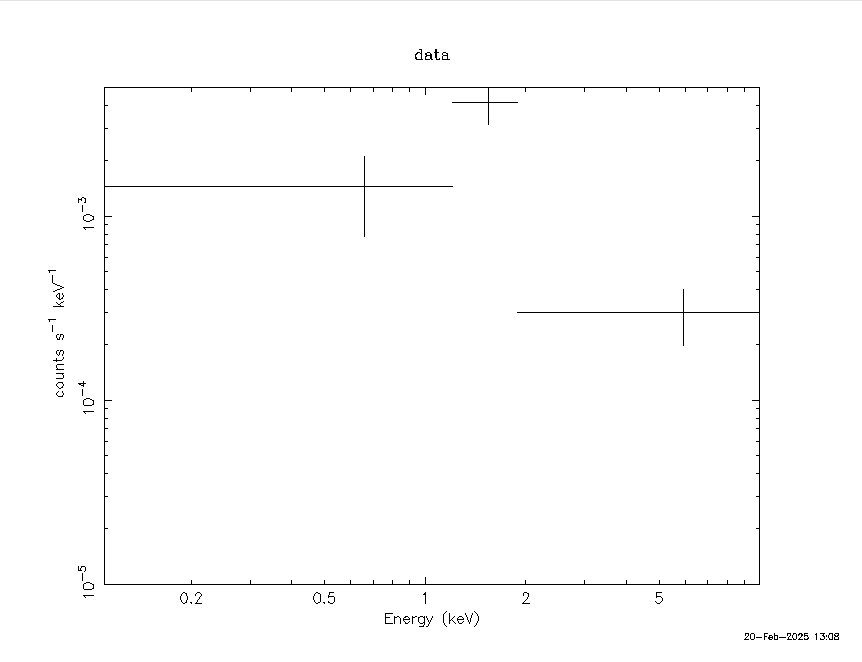 data
counts s⁻¹ keV⁻¹
10⁻³
10⁻⁴
10⁻⁵
0.2 0.5 1 2 5
Energy (keV)
20-Feb-2025 13:08